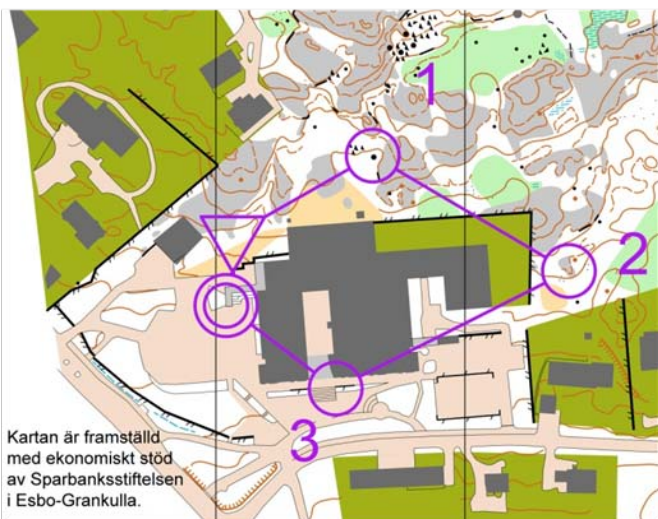 1
2
3
Kartan är framställd
med ekonomiskt stöd
av Sparbanksstiftelsen
i Esbo-Grankulla.